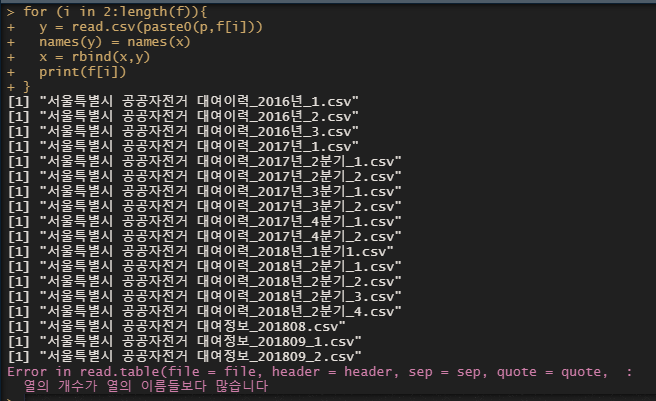 > for (i in 2:length(f)){
+   y = read.csv(paste0(p,f[i]))
+   names(y) = names(x)
+   x = rbind(x,y)
+   print(f[i])
+ }
[1] "서울특별시 공공자전거 대여이력_2016년_1.csv"
[1] "서울특별시 공공자전거 대여이력_2016년_2.csv"
[1] "서울특별시 공공자전거 대여이력_2016년_3.csv"
[1] "서울특별시 공공자전거 대여이력_2017년_1.csv"
[1] "서울특별시 공공자전거 대여이력_2017년_2분기_1.csv"
[1] "서울특별시 공공자전거 대여이력_2017년_2분기_2.csv"
[1] "서울특별시 공공자전거 대여이력_2017년_3분기_1.csv"
[1] "서울특별시 공공자전거 대여이력_2017년_3분기_2.csv"
[1] "서울특별시 공공자전거 대여이력_2017년_4분기_1.csv"
[1] "서울특별시 공공자전거 대여이력_2017년_4분기_2.csv"
[1] "서울특별시 공공자전거 대여이력_2018년_1분기1.csv"
[1] "서울특별시 공공자전거 대여이력_2018년_2분기_1.csv"
[1] "서울특별시 공공자전거 대여이력_2018년_2분기_2.csv"
[1] "서울특별시 공공자전거 대여이력_2018년_2분기_3.csv"
[1] "서울특별시 공공자전거 대여이력_2018년_2분기_4.csv"
[1] "서울특별시 공공자전거 대여정보_201808.csv"
[1] "서울특별시 공공자전거 대여정보_201809_1.csv"
[1] "서울특별시 공공자전거 대여정보_201809_2.csv"
Error in read.table(file = file, header = header, sep = sep, quote = quote,  :
  열의 개수가 열의 이름들보다 많습니다
>